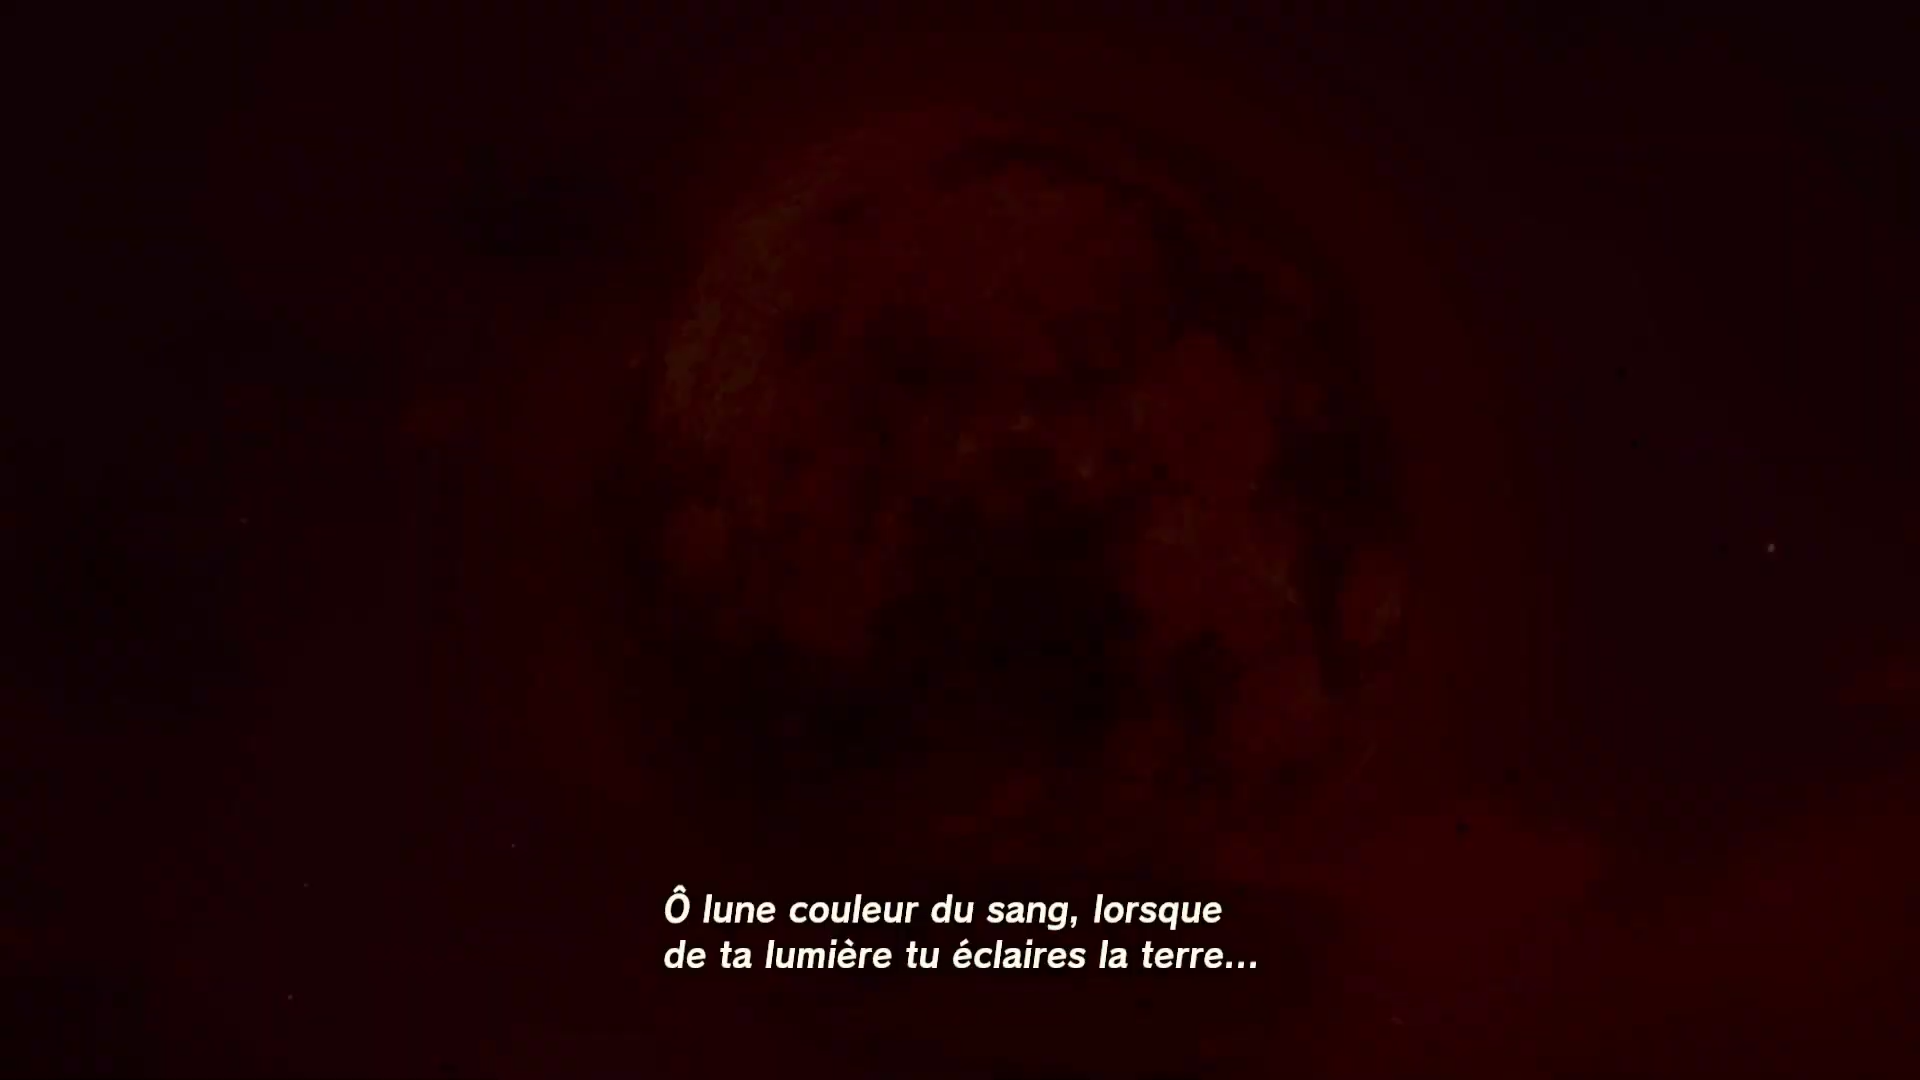 Ô lune couleur du sang, lorsque
de ta lumière tu éclaires la terre...